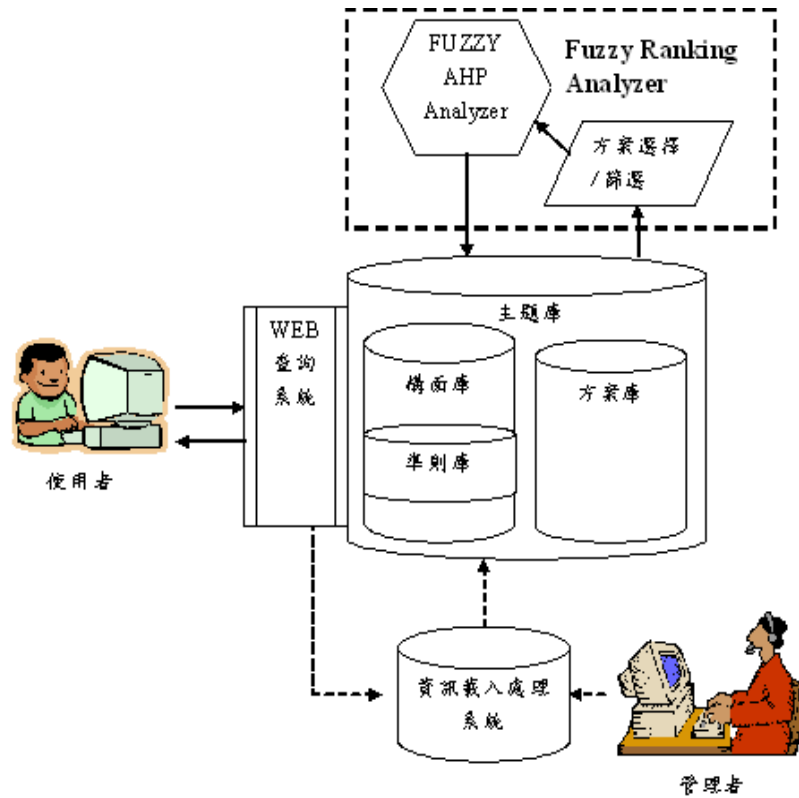 FUZZY
AHP
Analyzer
Fuzzy Ranking
Analyzer
方案選擇
/篩選
主題庫
WEB
查詢
系統
構面庫
準則庫
方案庫
使用者
資訊載入處理
系統
管理者